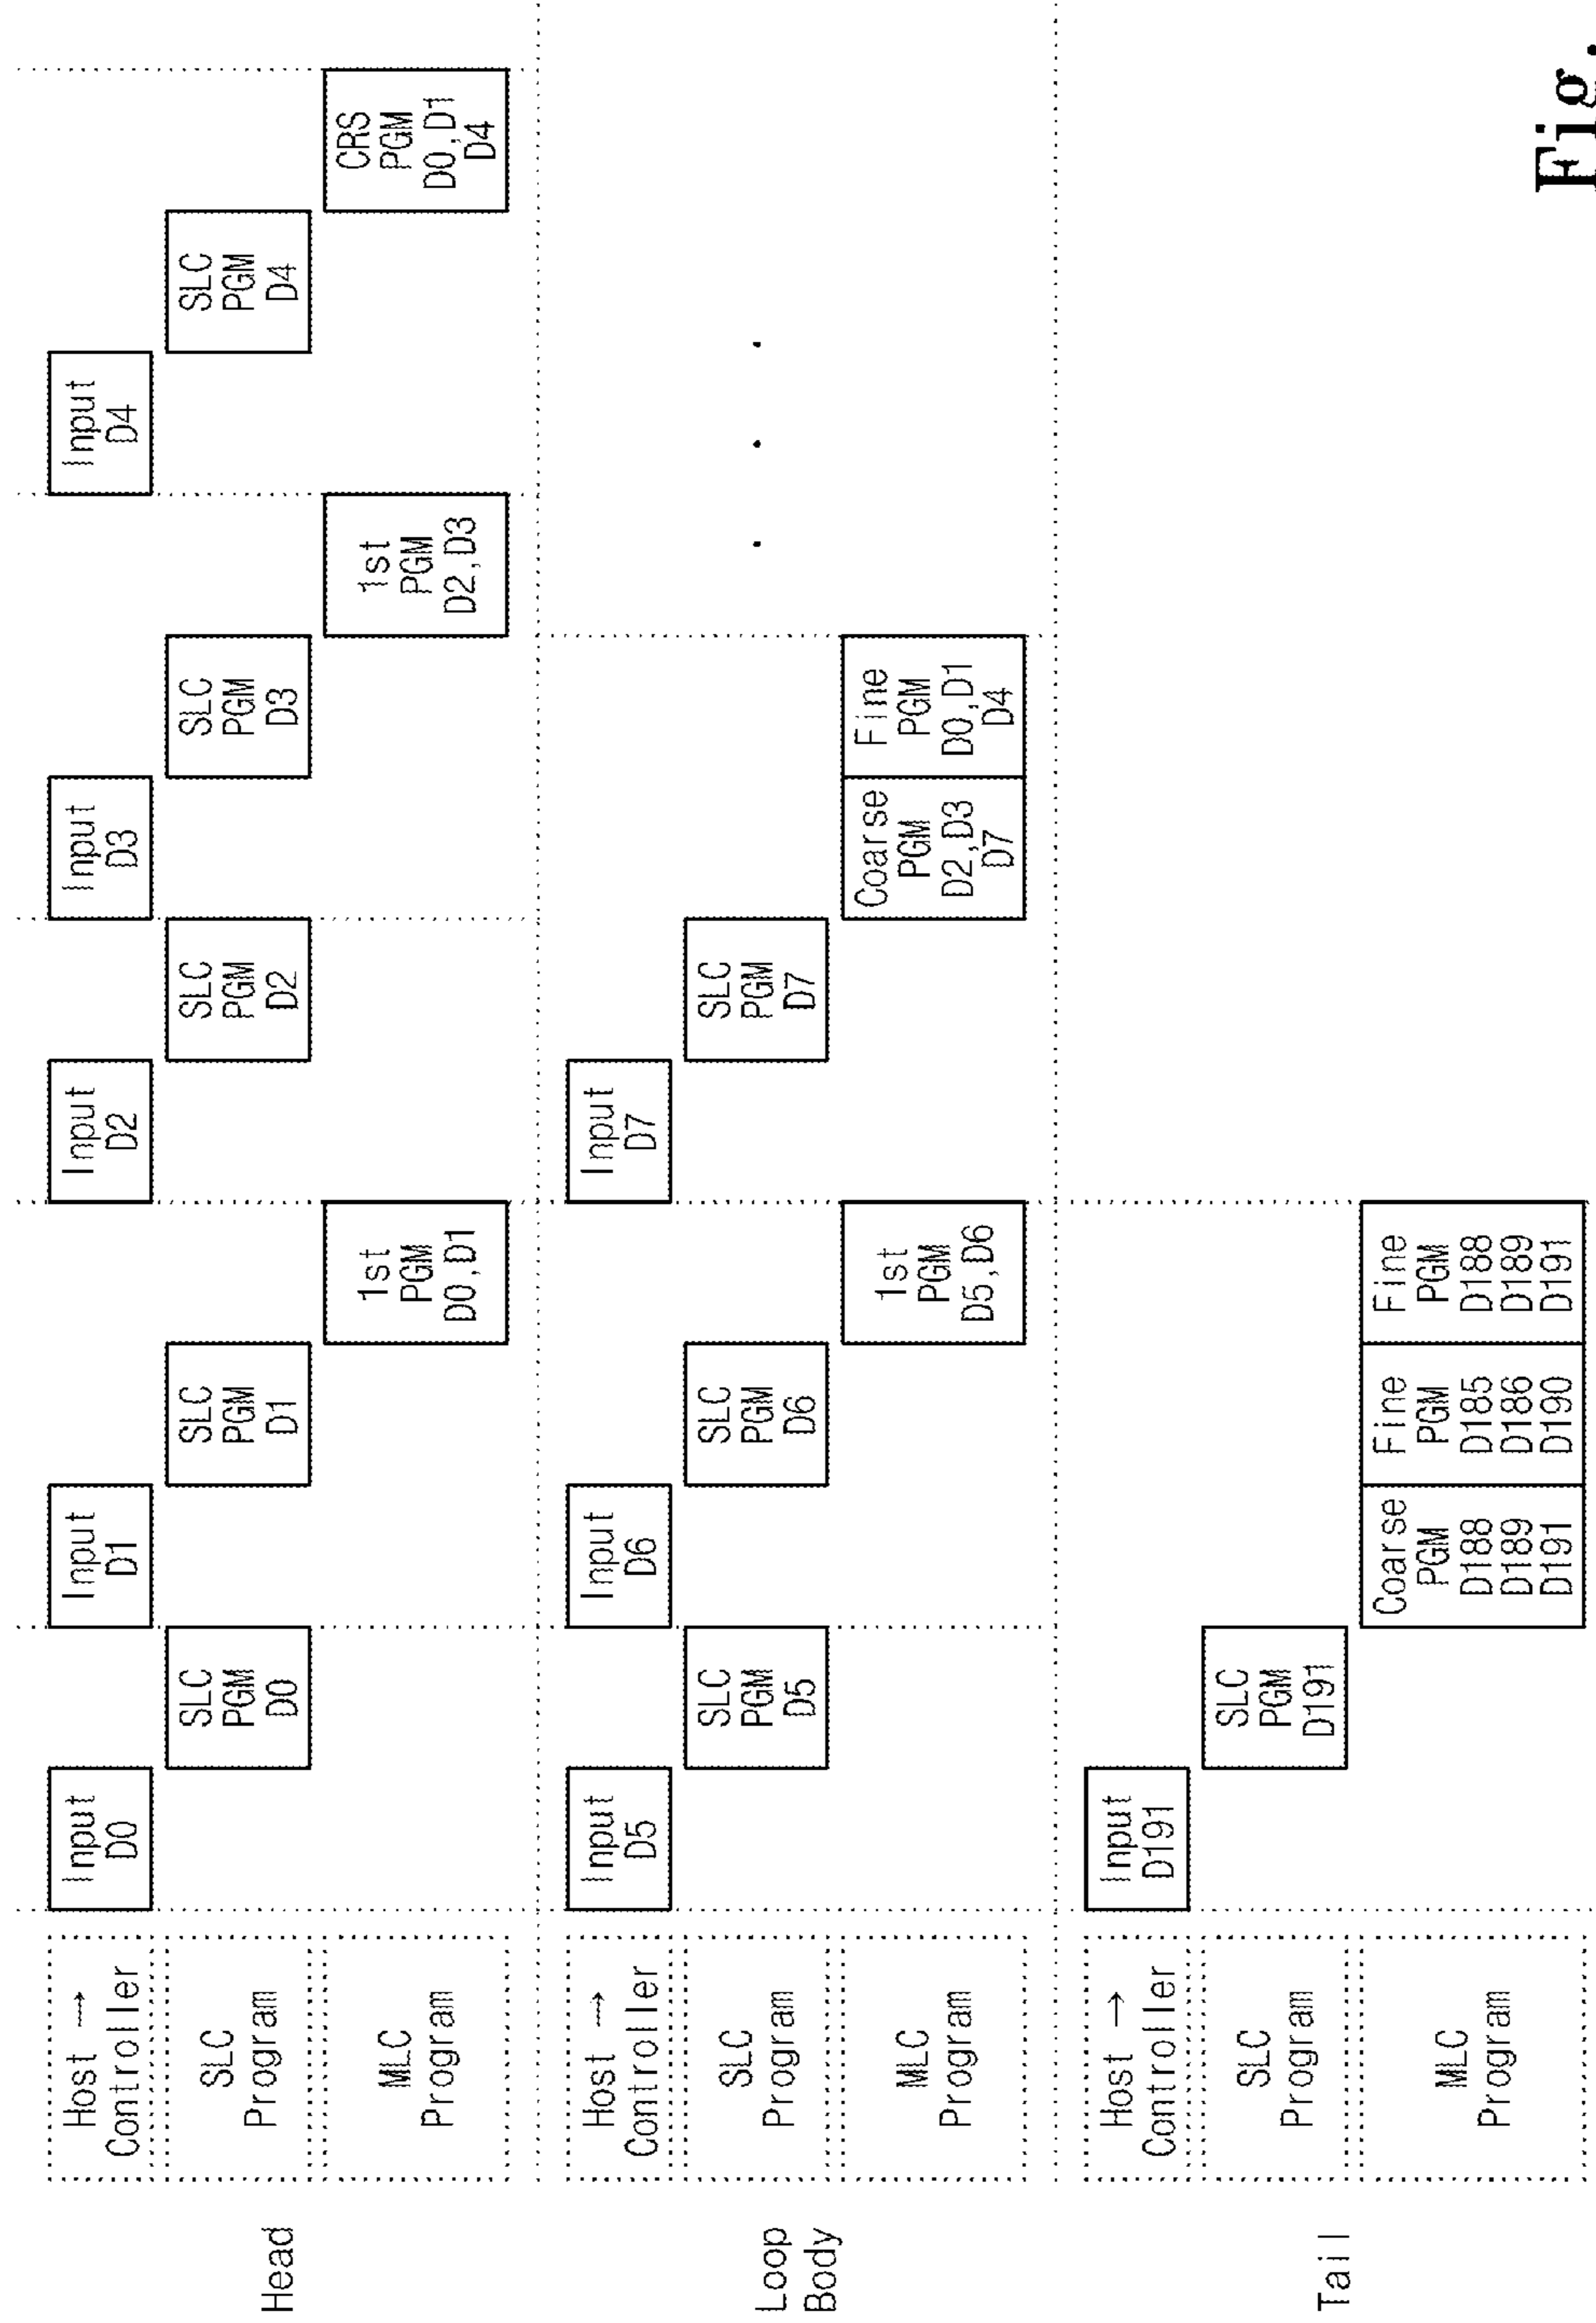 Head
Host →
Controller
Input
D0
Input
D1
Input
D2
Input
D3
Input
D4
SLC
Program
SLC
PGM
D0
SLC
PGM
D1
SLC
PGM
D2
SLC
PGM
D3
SLC
PGM
D4
MLC
Program
1st
PGM
D0,D1
1st
PGM
D2,D3
CRS
PGM
D0,D1
D4
Loop
Body
Host →
Controller
Input
D5
Input
D6
Input
D7
SLC
Program
SLC
PGM
D5
SLC
PGM
D6
SLC
PGM
D7
MLC
Program
1st
PGM
D5,D6
Coarse
PGM
D2,D3
D7
Fine
PGM
D0,D1
D4
. . .
Tail
Host →
Controller
Input
D191
SLC
Program
SLC
PGM
D191
MLC
Program
Coarse
PGM
D188
D189
D191
Fine
PGM
D185
D186
D190
Fine
PGM
D188
D189
D191
Fig.